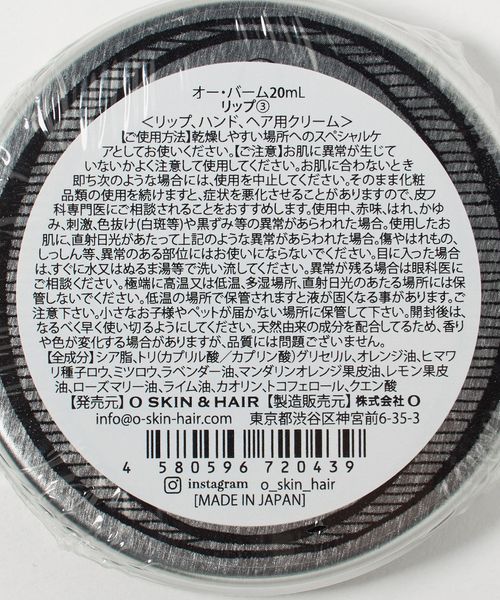 オー・バーム20mL
リップ③
＜リップ、ハンド、ヘア用クリーム＞
【ご使用方法】乾燥しやすい場所へのスペシャルケ
アとしてお使いください。【ご注意】お肌に異常が生じて
いないかよく注意して使用してください。お肌に合わないとき
即ち次のような場合には、使用を中止してください。そのまま化粧
品類の使用を続けますと、症状を悪化させることがありますので、皮フ
科専門医にご相談されることをおすすめします。使用中、赤味、はれ、かゆ
み、刺激、色抜け(白斑等)や黒ずみ等の異常があらわれた場合。使用したお
肌に、直射日光があたって上記のような異常があらわれた場合。傷やはれもの、
しっしん等、異常のある部位にはお使いにならないでください。目に入った場合
は、すぐに水又はぬるま湯等で洗い流してください。異常が残る場合は眼科医に
ご相談ください。極端に高温又は低温、多湿場所、直射日光のあたる場所には保
管しないでください。低温の場所で保管されますと液が固くなる事があります。ご
注意下さい。小さなお子様やペットが届かない場所に保管して下さい。開封後は、
なるべく早く使い切るようにしてください。天然由来の成分を配合してるため、香り
や色が変化する場合がありますが、品質には問題ございません。
【全成分】シア脂、トリ(カプリル酸／カプリン酸)グリセリル、オレンジ油、ヒマワ
リ種子ロウ、ミツロウ、ラベンダー油、マンダリンオレンジ果皮油、レモン果皮
油、ローズマリー油、ライム油、カオリン、トコフェロール、クエン酸
【発売元】O SKIN & HAIR 【製造販売元】株式会社 O
info@o-skin-hair.com 東京都渋谷区神宮前6-35-3
4 580596 720439
instagram o_skin_hair
[MADE IN JAPAN]